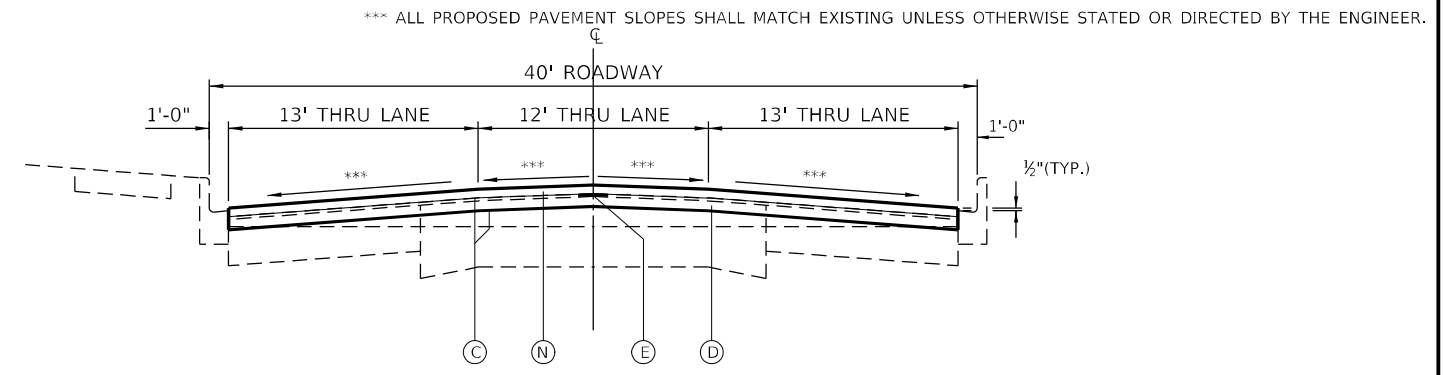 *** ALL PROPOSED PAVEMENT SLOPES SHALL MATCH EXISTING UNLESS OTHERWISE STATED OR DIRECTED BY THE ENGINEER.
℄
40' ROADWAY
1'-0" 13' THRU LANE 12' THRU LANE 13' THRU LANE 1'-0"
*** *** *** ***
½"(TYP.)
C N E D